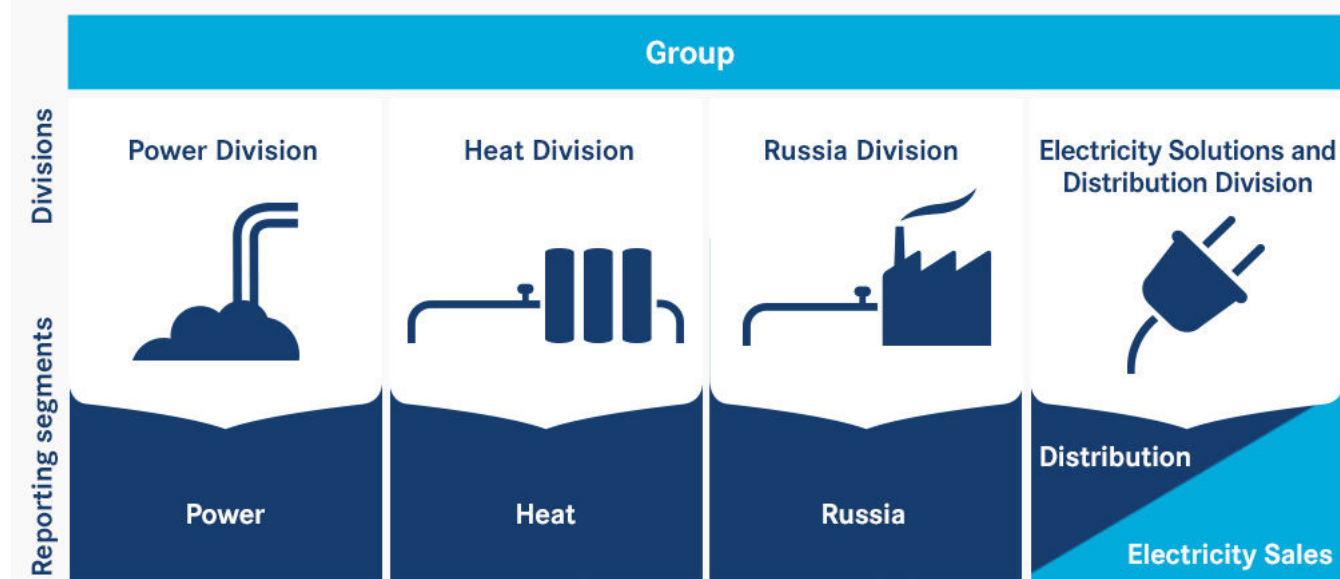 Group
Divisions
Power Division
Heat Division
Russia Division
Electricity Solutions and
Distribution Division
Reporting segments
Power
Heat
Russia
Distribution
Electricity Sales